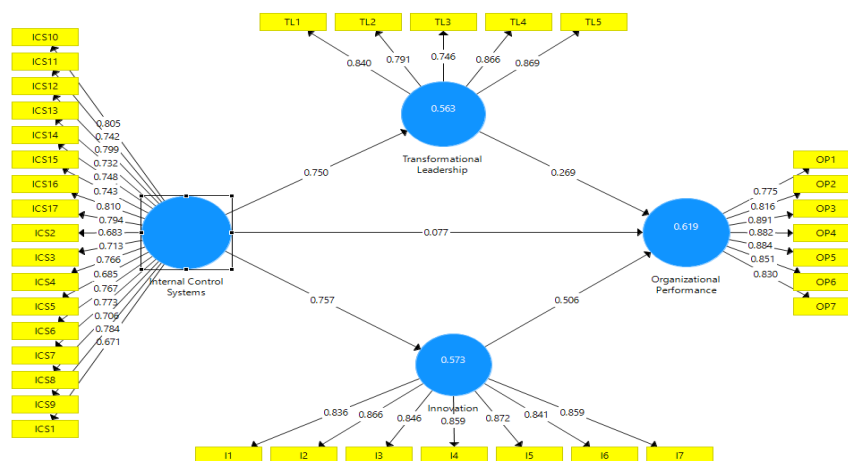 TL1 TL2 TL3 TL4 TL5
0.840 0.791 0.746 0.866 0.869
0.563
Transformational
Leadership
ICS10
ICS11
ICS12
ICS13
ICS14
ICS15
ICS16
ICS17
ICS2
ICS3
ICS4
ICS5
ICS6
ICS7
ICS8
ICS9
ICS1
0.805
0.742
0.799
0.732
0.748
0.743
0.810
0.794
0.683
0.713
0.766
0.685
0.767
0.773
0.706
0.784
0.671
Internal Control
Systems
0.750
0.269
0.077
0.757
0.506
0.619
Organizational
Performance
0.775
0.816
0.891
0.882
0.884
0.851
0.830
OP1
OP2
OP3
OP4
OP5
OP6
OP7
0.573
Innovation
0.836 0.866 0.846 0.859 0.872 0.841 0.859
I1 I2 I3 I4 I5 I6 I7